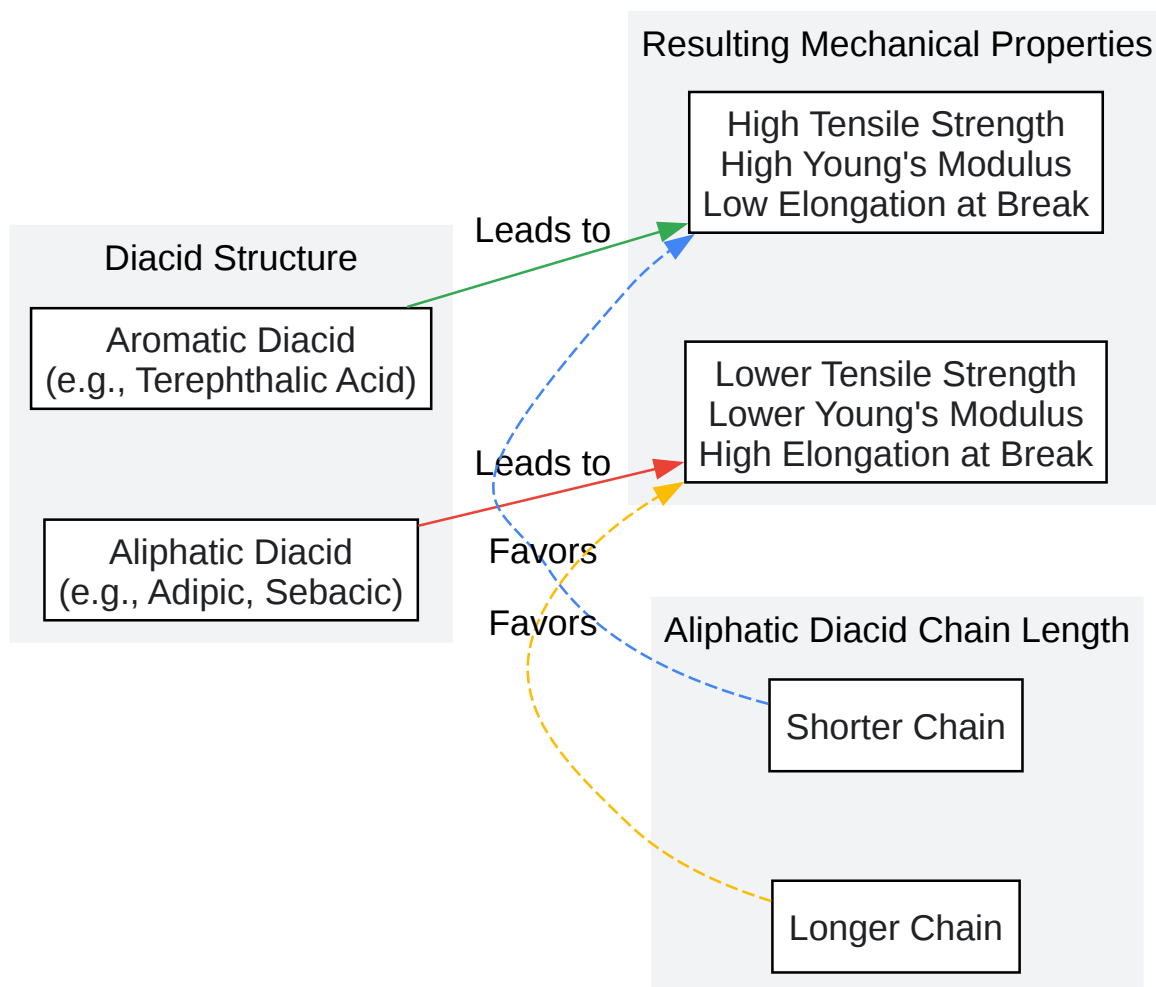 Resulting Mechanical Properties
High Tensile Strength
High Young's Modulus
Low Elongation at Break
Leads to
Diacid Structure
Aromatic Diacid
(e.g., Terephthalic Acid)
Lower Tensile Strength
Lower Young's Modulus
High Elongation at Break
Leads to
Aliphatic Diacid
(e.g., Adipic, Sebacic)
Favors
Favors
Aliphatic Diacid Chain Length
Shorter Chain
Longer Chain